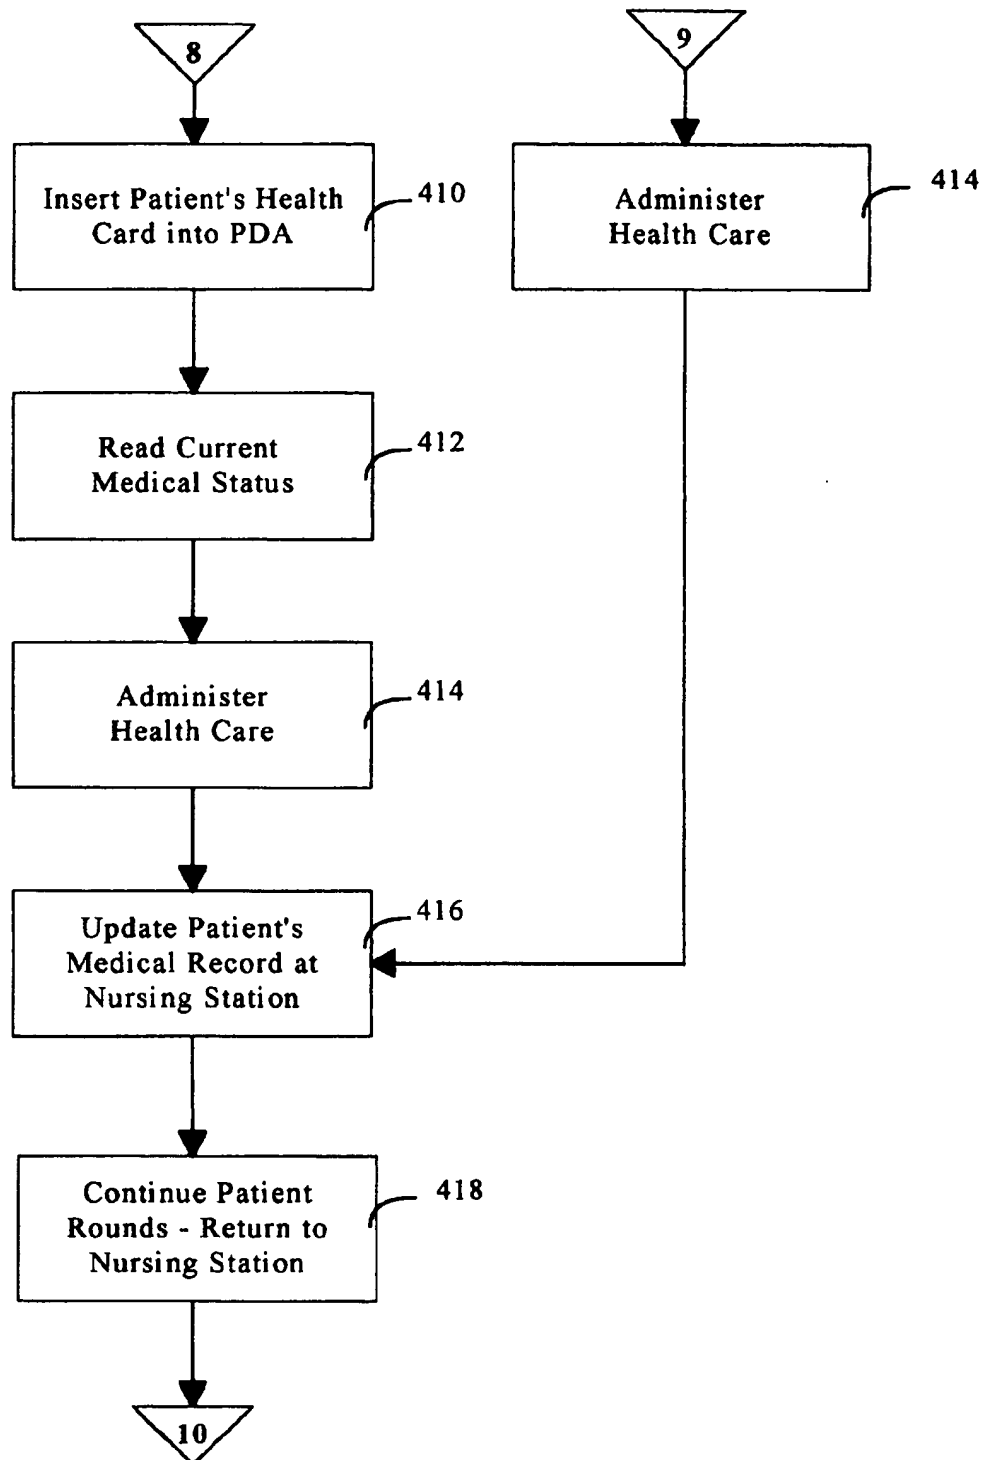 8
9
Insert Patient's Health
Card into PDA
410
Administer
Health Care
414
Read Current
Medical Status
412
Administer
Health Care
414
Update Patient's
Medical Record at
Nursing Station
416
Continue Patient
Rounds - Return to
Nursing Station
418
10